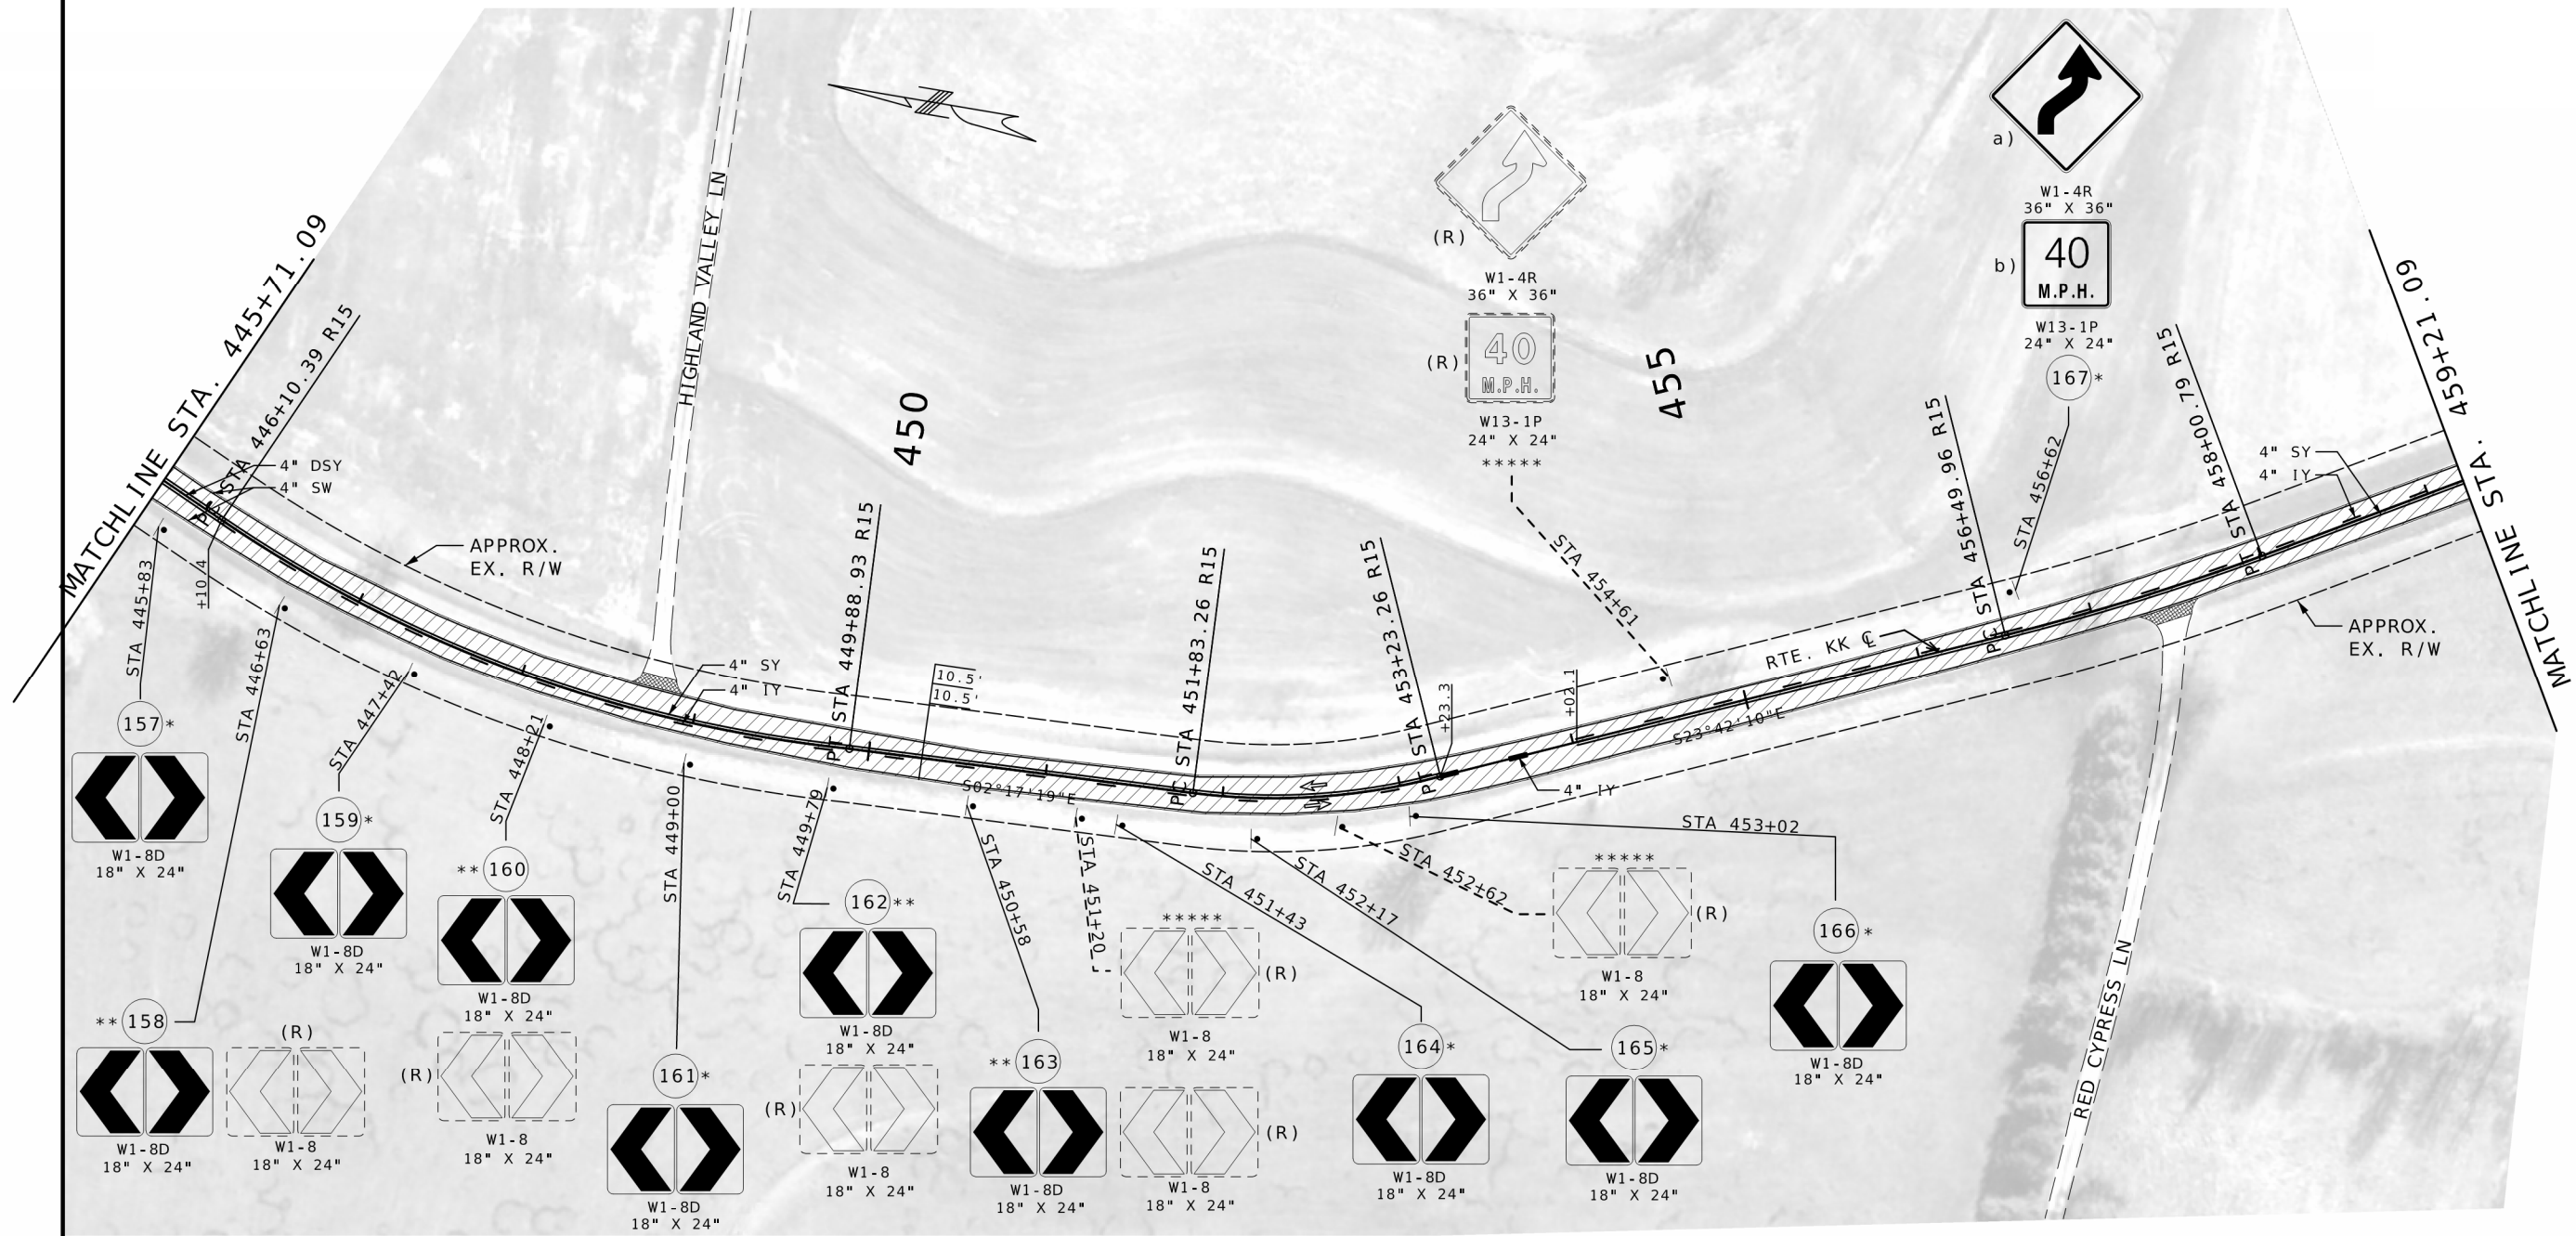 MATCHLINE STA. 445+71.09
STA 446+10.39 R15
PC
4" DSY
4" SW
+10.4
APPROX.
EX. R/W
HIGHLAND VALLEY LN
450
455
4" SY
4" IY
STA 449+88.93 R15
PT
10.5'
10.5'
S02°17'19"E
STA 451+83.26 R15
PC
STA 453+23.26 R15
PT
+23.3
+02.1
4" IY
(R)
W1-4R
36" X 36"
(R)
40
M.P.H.
W13-1P
24" X 24"
*****
STA 454+61
RTE. KK ℄
S23°42'10"E
a)
W1-4R
36" X 36"
b)
40
M.P.H.
W13-1P
24" X 24"
167*
STA 456+62
STA 456+49.96 R15
PC
STA 458+00.79 R15
PT
4" SY
4" IY
APPROX.
EX. R/W
MATCHLINE STA. 459+21.09
RED CYPRESS LN
STA 445+83
157*
W1-8D
18" X 24"
STA 446+63
**158
W1-8D
18" X 24"
(R)
W1-8
18" X 24"
STA 447+42
159*
W1-8D
18" X 24"
STA 448+21
**160
W1-8D
18" X 24"
(R)
W1-8
18" X 24"
STA 449+00
161*
W1-8D
18" X 24"
STA 449+79
162**
W1-8D
18" X 24"
(R)
W1-8
18" X 24"
STA 450+58
**163
W1-8D
18" X 24"
(R)
W1-8
18" X 24"
STA 451+20
*****
(R)
W1-8
18" X 24"
STA 451+43
164*
W1-8D
18" X 24"
STA 452+17
165*
W1-8D
18" X 24"
STA 452+62
*****
(R)
W1-8
18" X 24"
STA 453+02
166*
W1-8D
18" X 24"